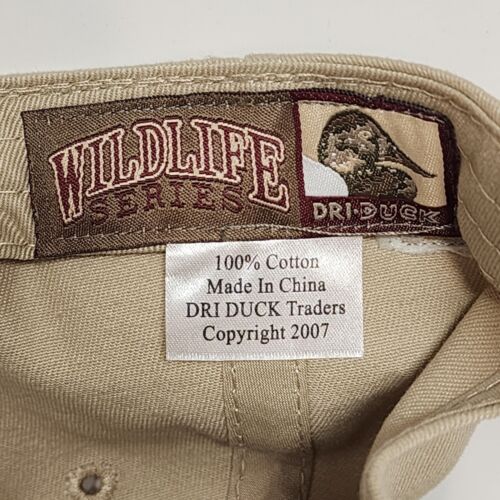 WILDLIFE
SERIES
DRI-DUCK
100% Cotton
Made In China
DRI DUCK Traders
Copyright 2007